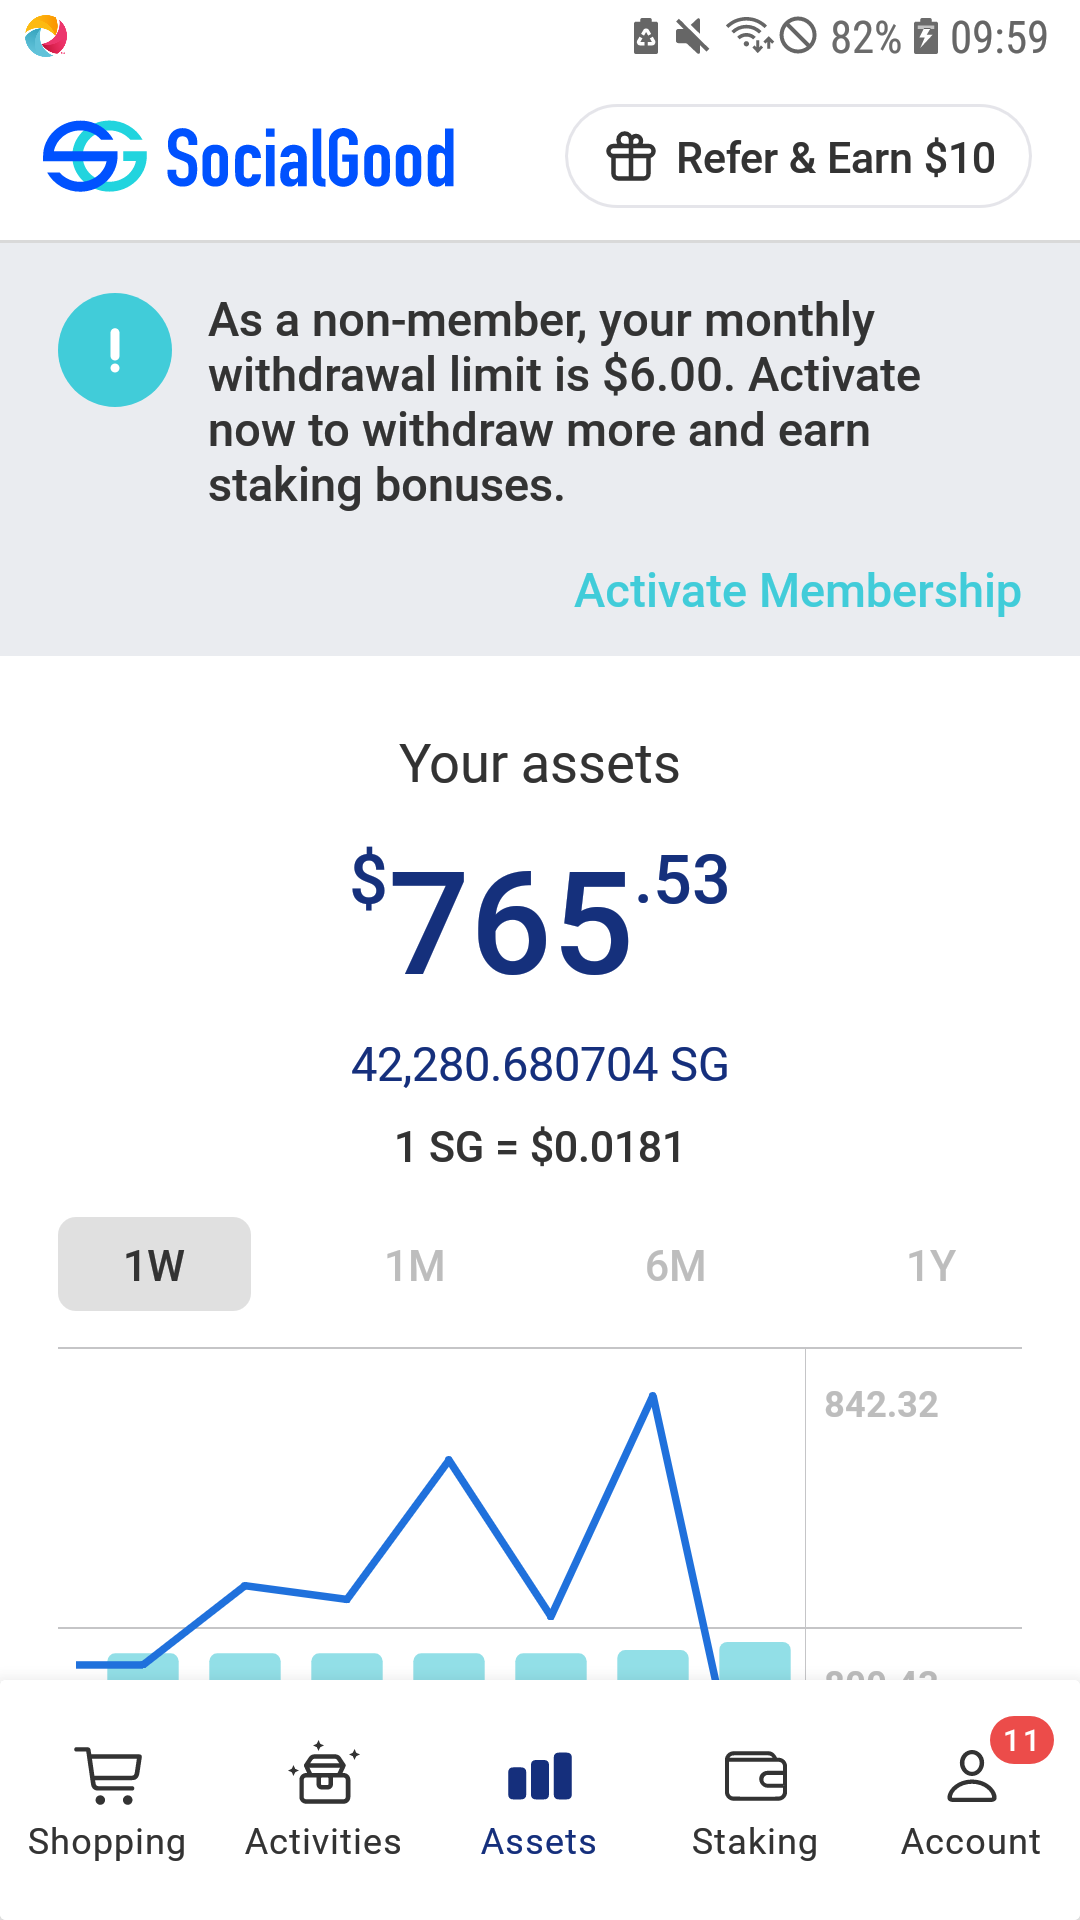 82% 09:59
SocialGood
Refer & Earn $10
As a non-member, your monthly
withdrawal limit is $6.00. Activate
now to withdraw more and earn
staking bonuses.
Activate Membership
Your assets
$765.53
42,280.680704 SG
1 SG = $0.0181
1W 1M 6M 1Y
842.32
11
Shopping Activities Assets Staking Account